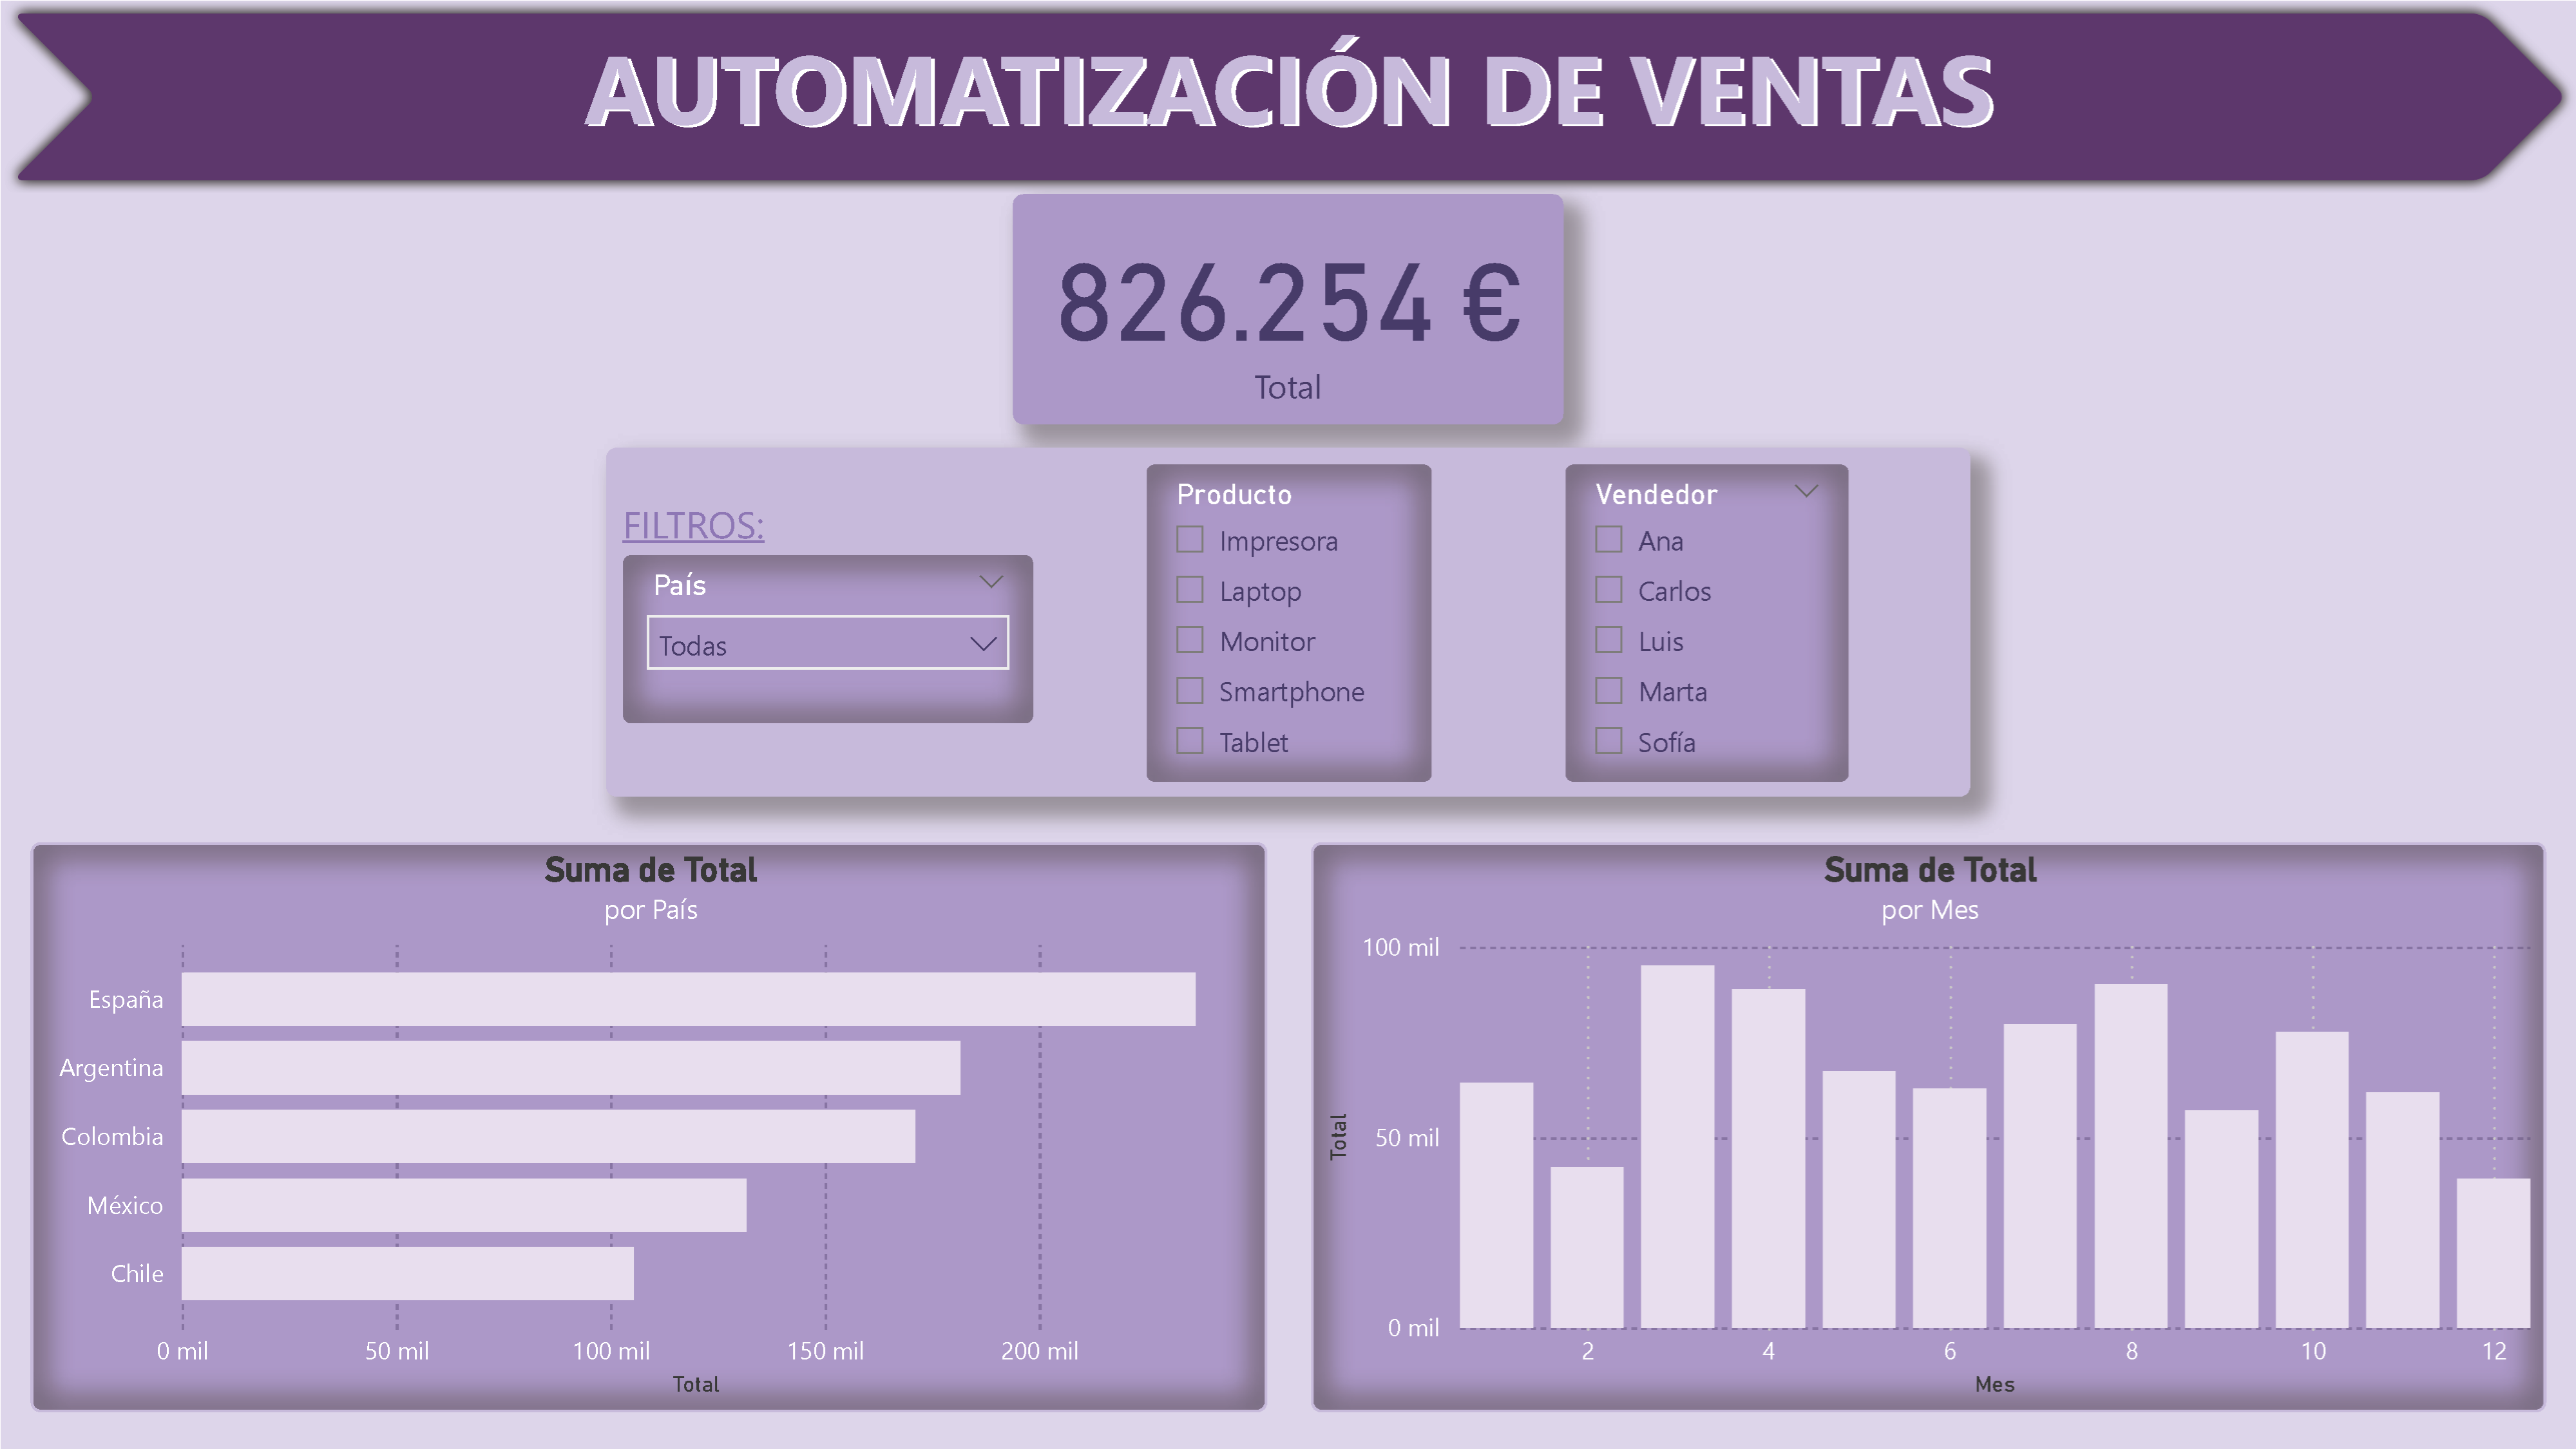 AUTOMATIZACIÓN DE VENTAS
826.254 €
Total
FILTROS:
País
Todas
Producto
Impresora
Laptop
Monitor
Smartphone
Tablet
Vendedor
Ana
Carlos
Luis
Marta
Sofía
Suma de Total
por País
España
Argentina
Colombia
México
Chile
0 mil 50 mil 100 mil 150 mil 200 mil
Total
Suma de Total
por Mes
Total
100 mil
50 mil
0 mil
2 4 6 8 10 12
Mes